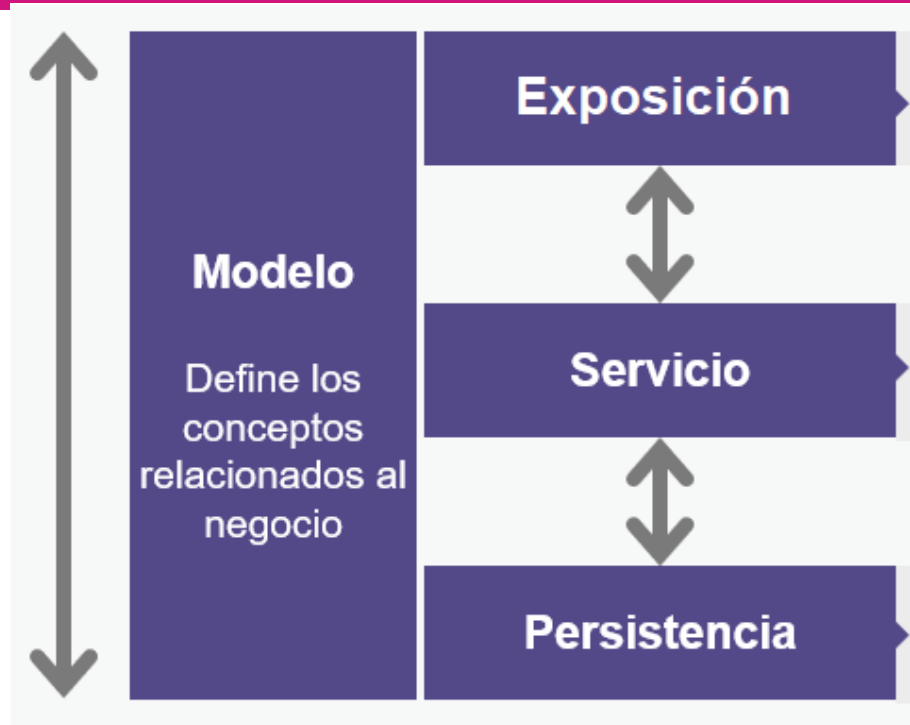 Modelo
Define los
conceptos
relacionados al
negocio
Exposición
Servicio
Persistencia